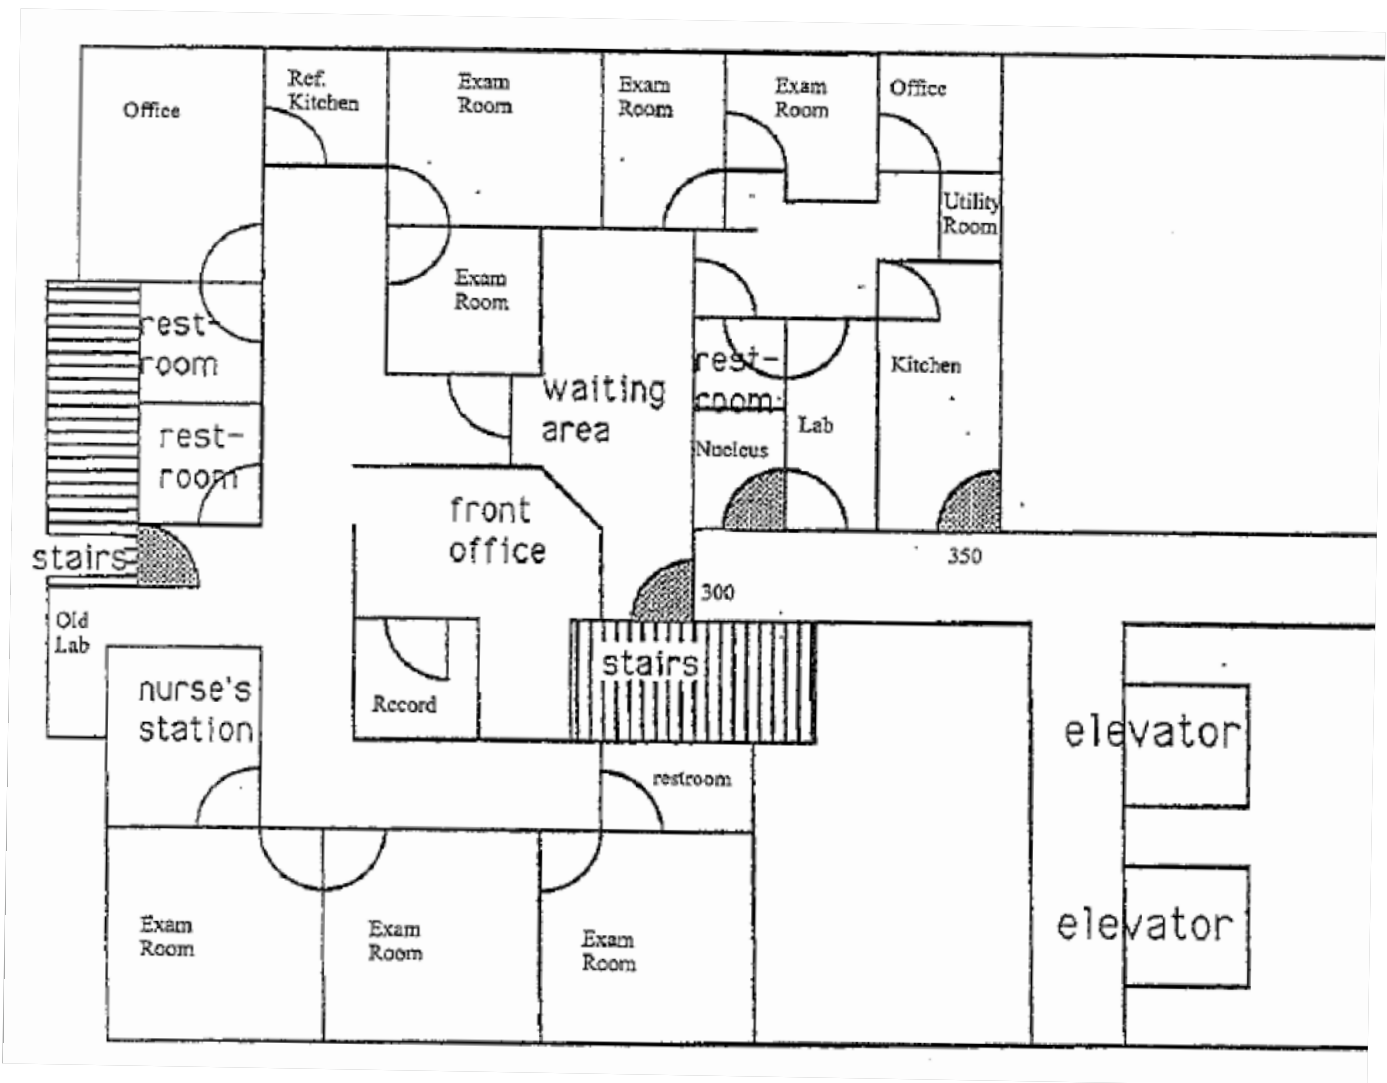 Office
Ref.
Kitchen
Exam
Room
Exam
Room
Exam
Room
Office
Utility
Room
Exam
Room
rest-
room
rest-
room
waiting
area
rest-
room
Kitchen
Lab
Nucleus
front
office
stairs
350
300
Old
Lab
stairs
nurse's
station
Record
restroom
elevator
elevator
Exam
Room
Exam
Room
Exam
Room